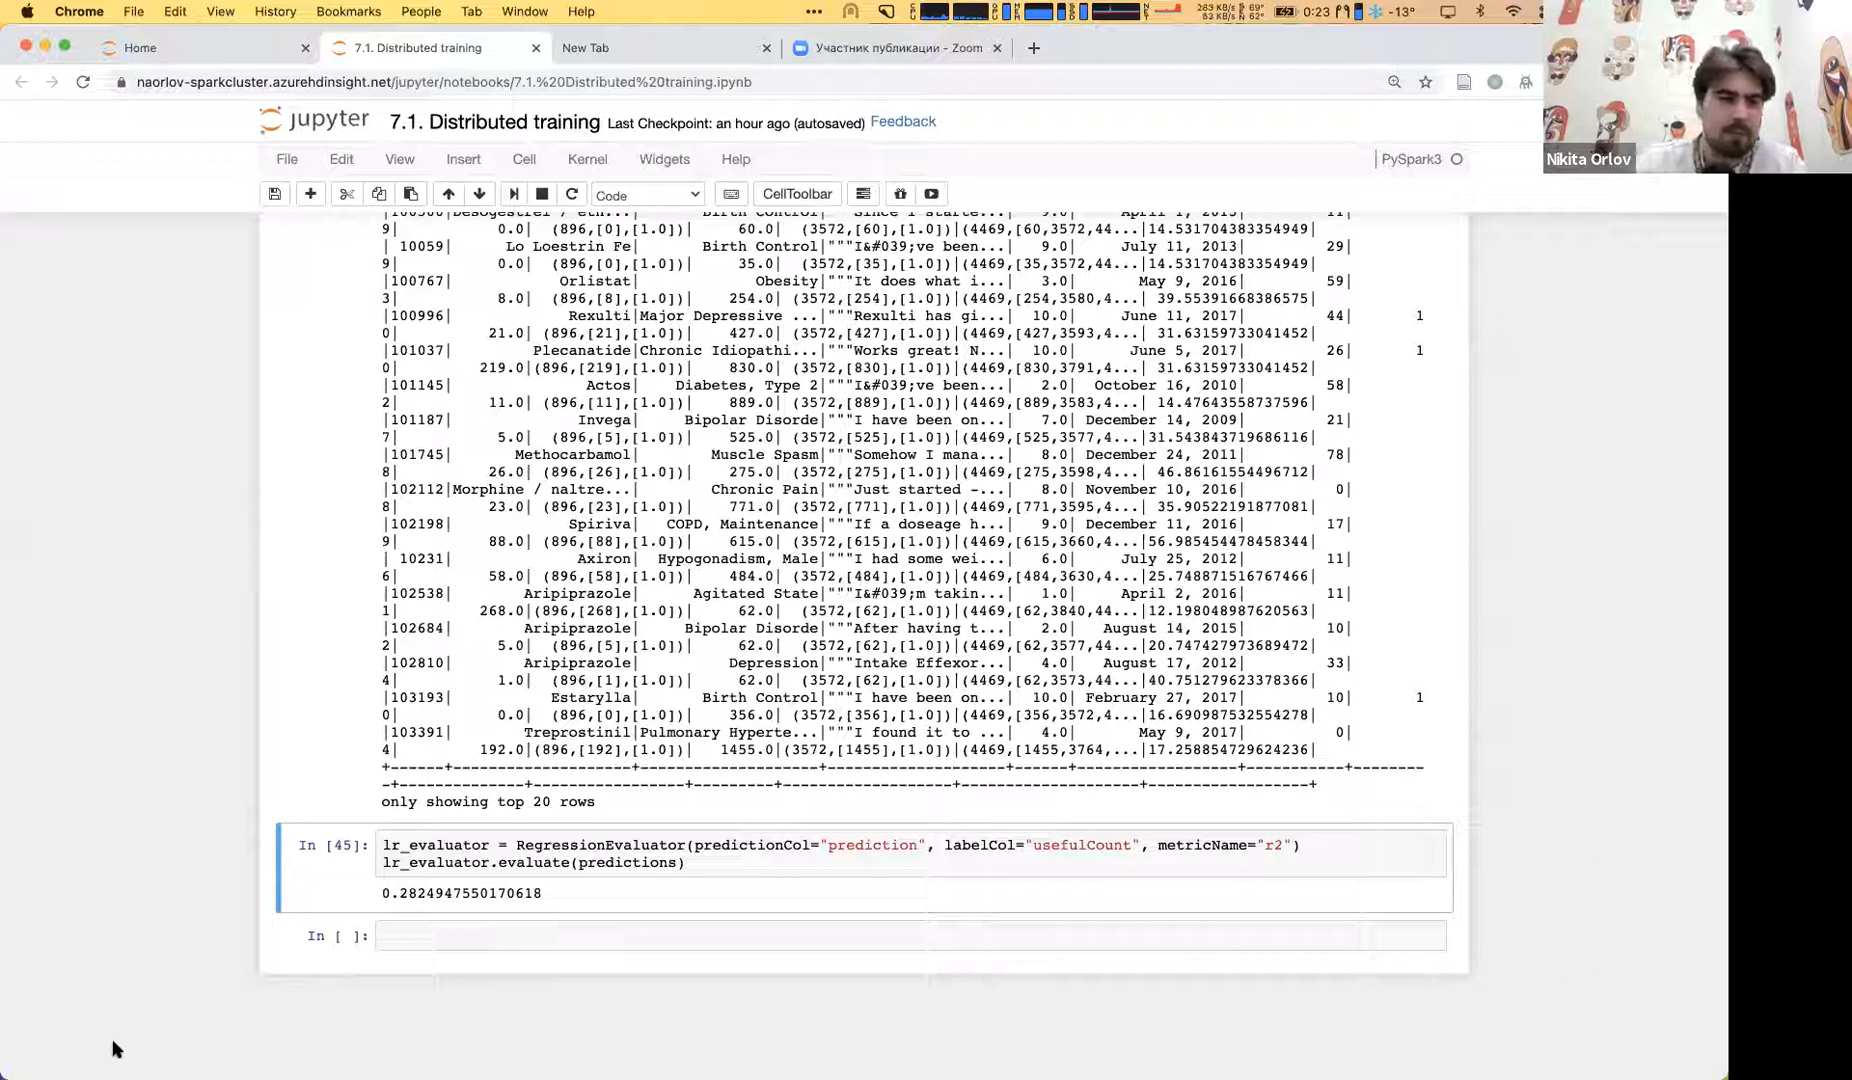 Chrome File Edit View History Bookmarks People Tab Window Help ••• 283 KB/s 69° 0:23 -13°
Home 7.1. Distributed training New Tab Участник публикации - Zoom
naorlov-sparkcluster.azurehdinsight.net/jupyter/notebooks/7.1.%20Distributed%20training.ipynb
jupyter 7.1. Distributed training Last Checkpoint: an hour ago (autosaved) Feedback
Nikita Orlov
File Edit View Insert Cell Kernel Widgets Help PySpark3
Code CellToolbar
9| 0.0| (896,[0],[1.0])| 60.0| (3572,[60],[1.0])|(4469,[60,3572,44...|14.531704383354949|
| 10059| Lo Loestrin Fe| Birth Control|"""I&#039;ve been...| 9.0| July 11, 2013| 29|
9| 0.0| (896,[0],[1.0])| 35.0| (3572,[35],[1.0])|(4469,[35,3572,44...|14.531704383354949|
|100767| Orlistat| Obesity|"""It does what i...| 3.0| May 9, 2016| 59|
3| 8.0| (896,[8],[1.0])| 254.0| (3572,[254],[1.0])|(4469,[254,3580,4...| 39.55391668386575|
|100996| Rexulti|Major Depressive ...|"""Rexulti has gi...| 10.0| June 11, 2017| 44| 1
0| 21.0| (896,[21],[1.0])| 427.0| (3572,[427],[1.0])|(4469,[427,3593,4...| 31.63159733041452|
|101037| Plecanatide|Chronic Idiopathi...|"""Works great! N...| 10.0| June 5, 2017| 26| 1
0| 219.0|(896,[219],[1.0])| 830.0| (3572,[830],[1.0])|(4469,[830,3791,4...| 31.63159733041452|
|101145| Actos| Diabetes, Type 2|"""I&#039;ve been...| 2.0| October 16, 2010| 58|
2| 11.0| (896,[11],[1.0])| 889.0| (3572,[889],[1.0])|(4469,[889,3583,4...| 14.47643558737596|
|101187| Invega| Bipolar Disorde|"""I have been on...| 7.0| December 14, 2009| 21|
7| 5.0| (896,[5],[1.0])| 525.0| (3572,[525],[1.0])|(4469,[525,3577,4...|31.543843719686116|
|101745| Methocarbamol| Muscle Spasm|"""Somehow I mana...| 8.0| December 24, 2011| 78|
8| 26.0| (896,[26],[1.0])| 275.0| (3572,[275],[1.0])|(4469,[275,3598,4...| 46.86161554496712|
|102112|Morphine / naltre...| Chronic Pain|"""Just started -...| 8.0| November 10, 2016| 0|
8| 23.0| (896,[23],[1.0])| 771.0| (3572,[771],[1.0])|(4469,[771,3595,4...| 35.90522191877081|
|102198| Spiriva| COPD, Maintenance|"""If a doseage h...| 9.0| December 11, 2016| 17|
9| 88.0| (896,[88],[1.0])| 615.0| (3572,[615],[1.0])|(4469,[615,3660,4...|56.985454478458344|
| 10231| Axiron| Hypogonadism, Male|"""I had some wei...| 6.0| July 25, 2012| 11|
6| 58.0| (896,[58],[1.0])| 484.0| (3572,[484],[1.0])|(4469,[484,3630,4...|25.748871516767466|
|102538| Aripiprazole| Agitated State|"""I&#039;m takin...| 1.0| April 2, 2016| 11|
1| 268.0|(896,[268],[1.0])| 62.0| (3572,[62],[1.0])|(4469,[62,3840,44...|12.198048987620563|
|102684| Aripiprazole| Bipolar Disorde|"""After having t...| 2.0| August 14, 2015| 10|
2| 5.0| (896,[5],[1.0])| 62.0| (3572,[62],[1.0])|(4469,[62,3577,44...|20.747427973689472|
|102810| Aripiprazole| Depression|"""Intake Effexor...| 4.0| August 17, 2012| 33|
4| 1.0| (896,[1],[1.0])| 62.0| (3572,[62],[1.0])|(4469,[62,3573,44...|40.751279623378366|
|103193| Estarylla| Birth Control|"""I have been on...| 10.0| February 27, 2017| 10| 1
0| 0.0| (896,[0],[1.0])| 356.0| (3572,[356],[1.0])|(4469,[356,3572,4...|16.690987532554278|
|103391| Treprostinil|Pulmonary Hyperte...|"""I found it to ...| 4.0| May 9, 2017| 0|
4| 192.0|(896,[192],[1.0])| 1455.0|(3572,[1455],[1.0])|(4469,[1455,3764,...|17.258854729624236|
+------+--------------------+--------------------+--------------------+------+------------------+-----------+--------
-+--------------+-----------------+---------+-------------------+--------------------+------------------+
only showing top 20 rows
In [45]: lr_evaluator = RegressionEvaluator(predictionCol="prediction", labelCol="usefulCount", metricName="r2")
lr_evaluator.evaluate(predictions)
0.2824947550170618
In [ ]: